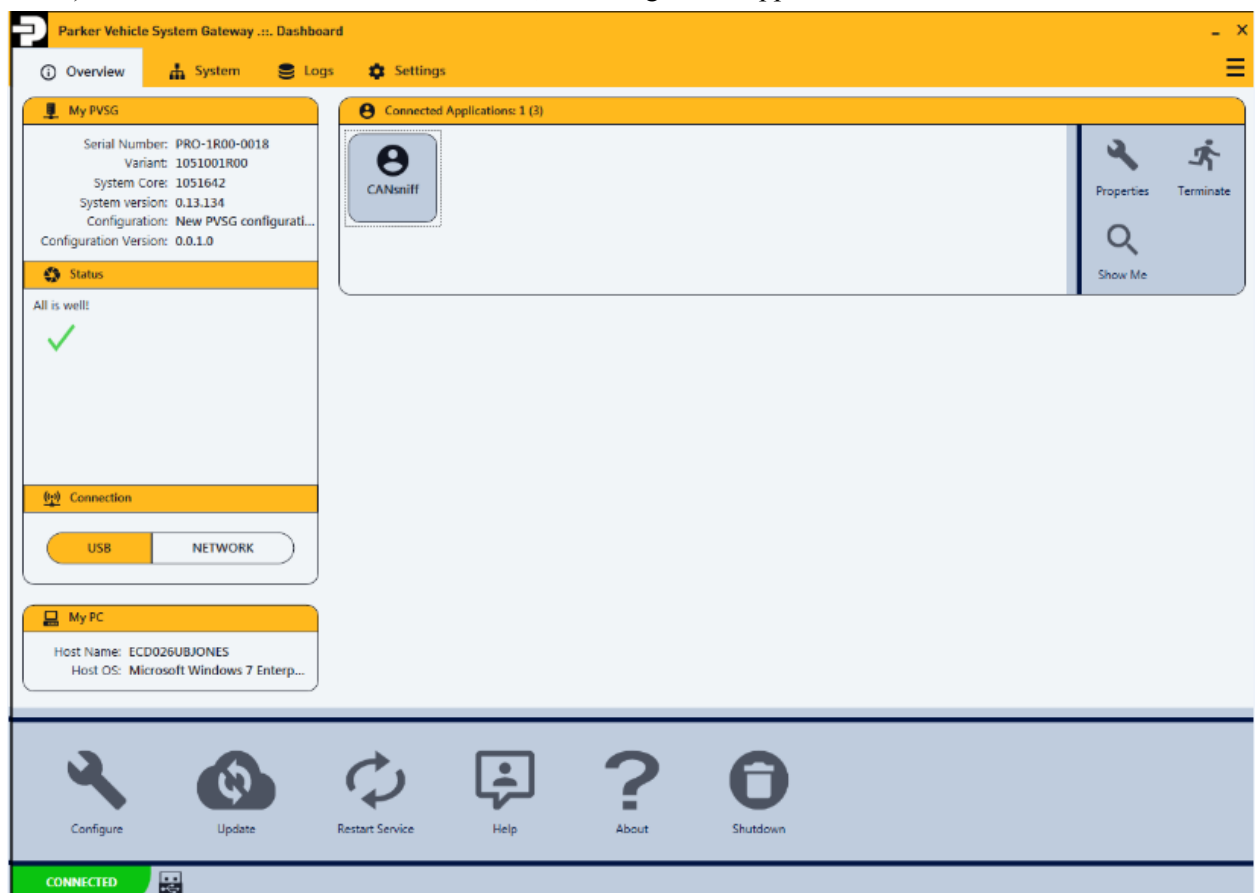 Parker Vehicle System Gateway .::. Dashboard
Overview System Logs Settings
My PVSG
Serial Number: PRO-1R00-0018
Variant: 1051001R00
System Core: 1051642
System version: 0.13.134
Configuration: New PVSG configurati...
Configuration Version: 0.0.1.0
Status
All is well!
Connection
USB NETWORK
My PC
Host Name: ECD026UBJONES
Host OS: Microsoft Windows 7 Enterp...
Connected Applications: 1 (3)
CANsniff
Properties Terminate
Show Me
Configure Update Restart Service Help About Shutdown
CONNECTED